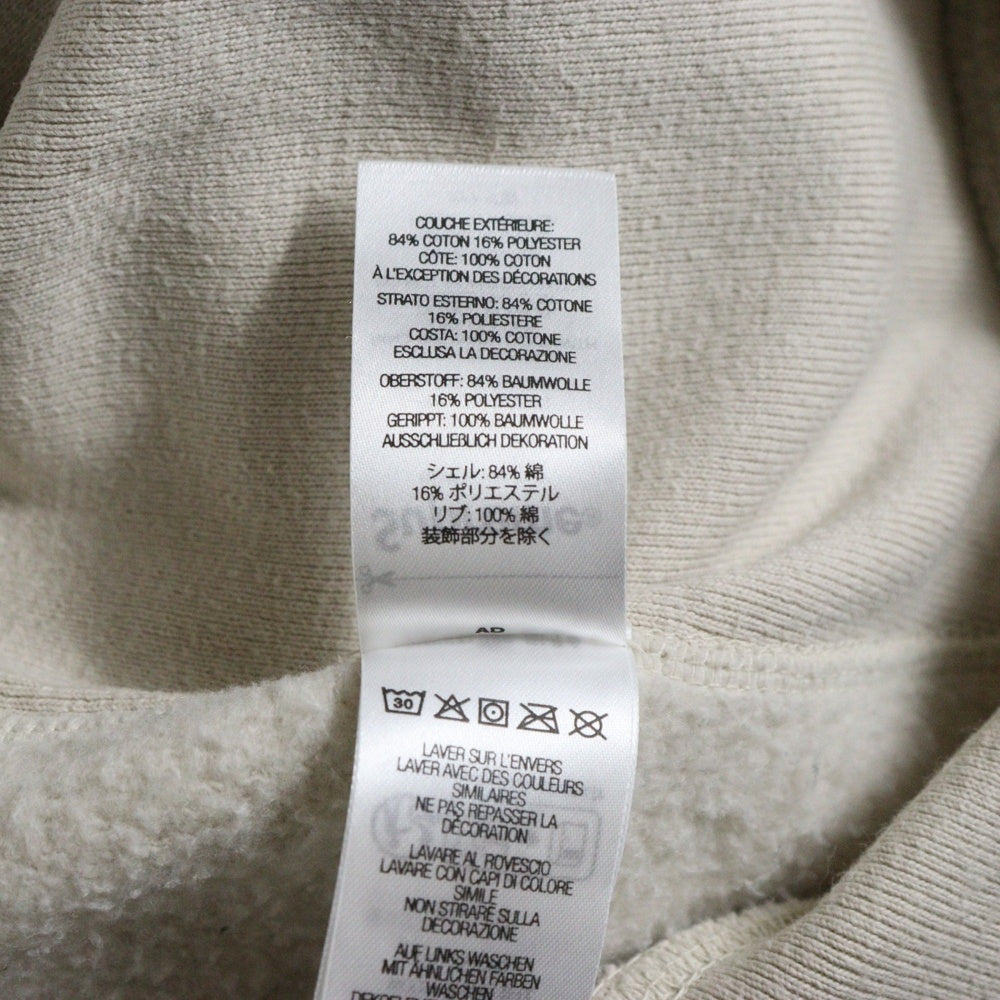 COUCHE EXTÉRIEURE:
84% COTON 16% POLYESTER
CÔTE: 100% COTON
À L'EXCEPTION DES DÉCORATIONS
STRATO ESTERNO: 84% COTONE
16% POLIESTERE
COSTA: 100% COTONE
ESCLUSA LA DECORAZIONE
OBERSTOFF: 84% BAUMWOLLE
16% POLYESTER
GERIPPT: 100% BAUMWOLLE
AUSSCHLIEßLICH DEKORATION
シェル: 84% 綿
16% ポリエステル
リブ: 100% 綿
装飾部分を除く
AD
30
LAVER SUR L'ENVERS
LAVER AVEC DES COULEURS
SIMILAIRES
NE PAS REPASSER LA
DÉCORATION
LAVARE AL ROVESCIO
LAVARE CON CAPI DI COLORE
SIMILE
NON STIRARE SULLA
DECORAZIONE
AUF LINKS WASCHEN
MIT ÄHNLICHEN FARBEN
WASCHEN